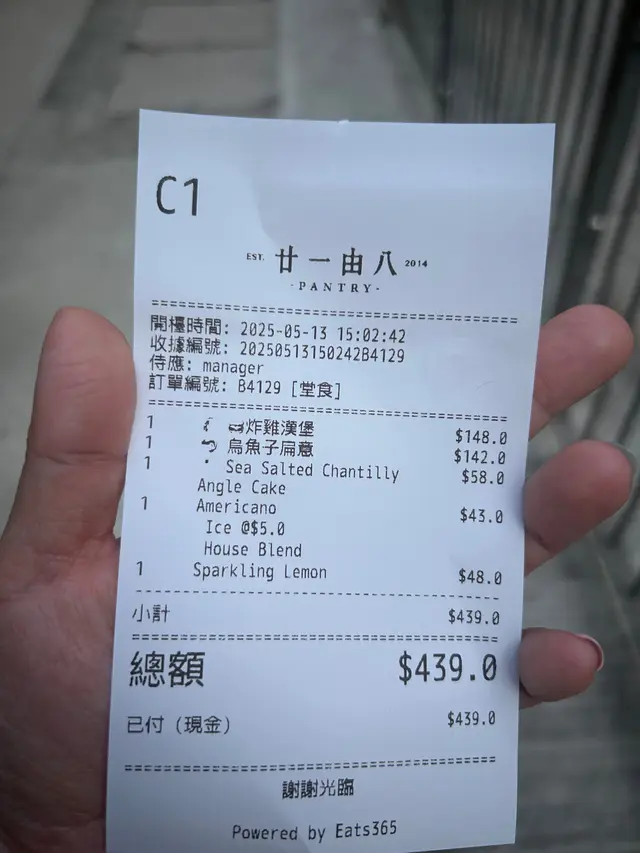 C1
EST. 廿一由八 2014
·PANTRY·
開檯時間: 2025-05-13 15:02:42
收據編號: 20250513150242B4129
侍應: manager
訂單編號: B4129 [堂食]
1 炸雞漢堡 $148.0
1 烏魚子扁意 $142.0
1 Sea Salted Chantilly $58.0
Angle Cake
1 Americano $43.0
Ice @$5.0
House Blend
1 Sparkling Lemon $48.0
小計 $439.0
總額 $439.0
已付 (現金) $439.0
謝謝光臨
Powered by Eats365